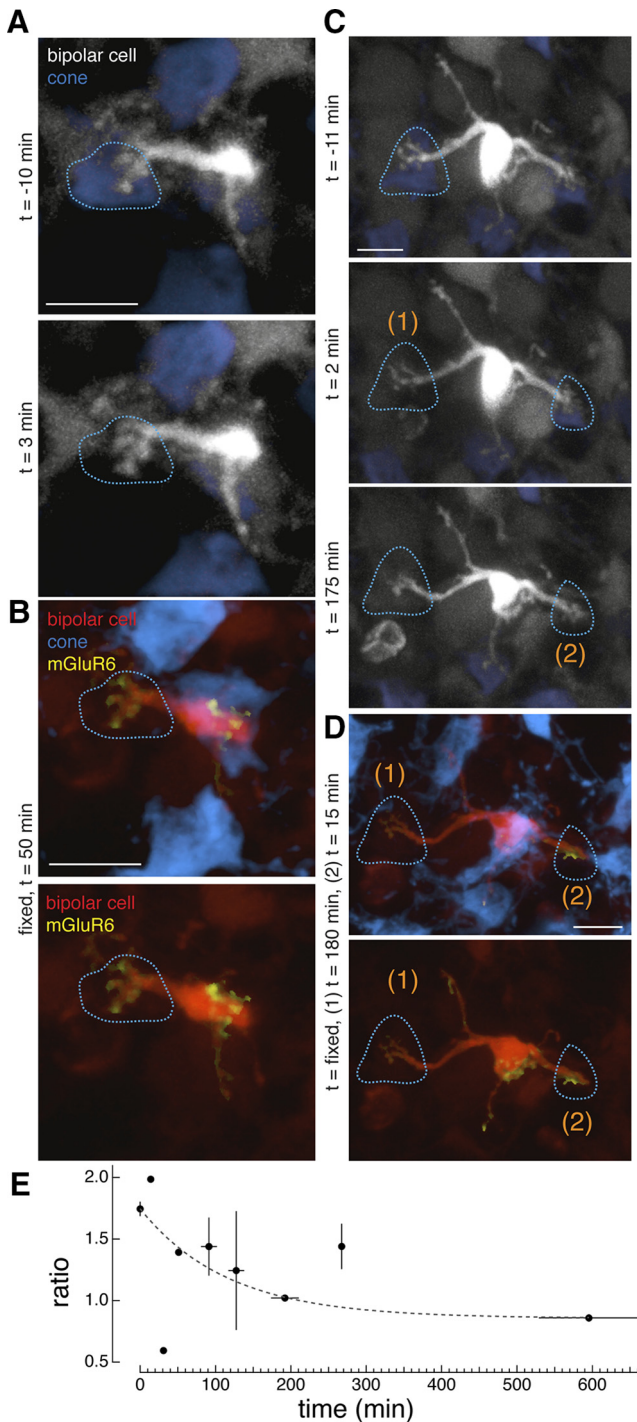 A
bipolar cell
cone
t = -10 min
t = 3 min
B
bipolar cell
cone
mGluR6
bipolar cell
mGluR6
fixed, t = 50 min
C
t = -11 min
(1)
t = 2 min
t = 175 min
(2)
D
(1)
(2)
(1)
(2)
t = fixed, (1) t = 180 min, (2) t = 15 min
E
2.0
1.5
1.0
0.5
ratio
0 100 200 300 400 500 600
time (min)